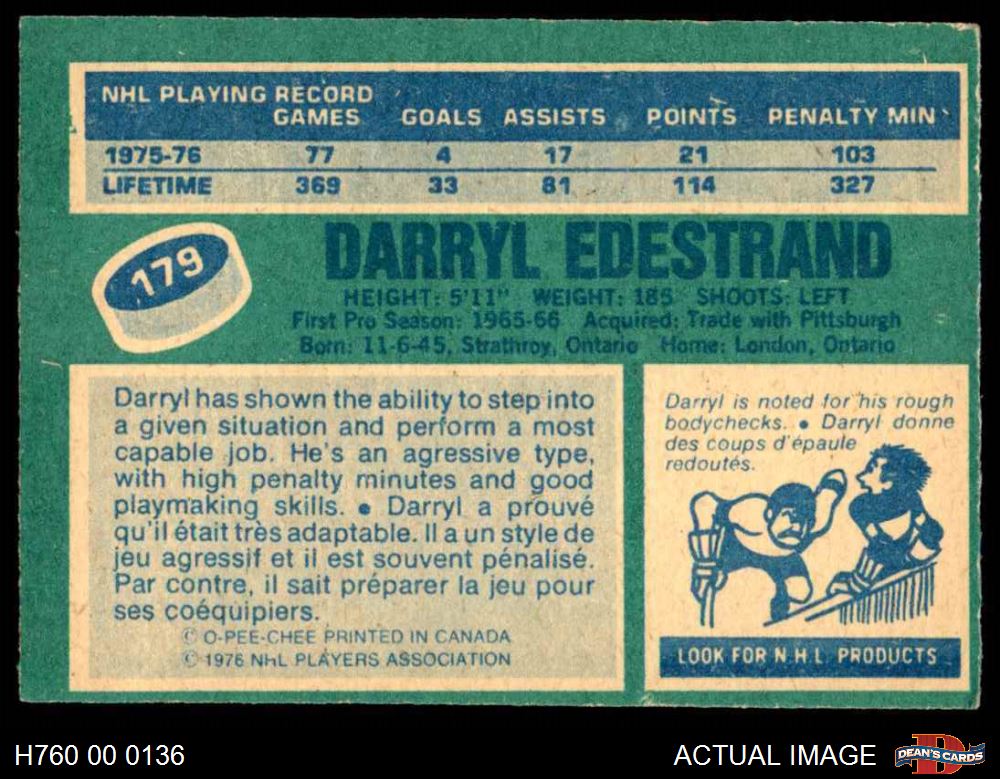 NHL PLAYING RECORD
GAMES GOALS ASSISTS POINTS PENALTY MIN
1975-76 77 4 17 21 103
LIFETIME 369 33 81 114 327
179
DARRYL EDESTRAND
HEIGHT: 5'11" WEIGHT: 185 SHOOTS: LEFT
First Pro Season: 1965-66 Acquired: Trade with Pittsburgh
Born: 11-6-45, Strathroy, Ontario Home: London, Ontario
Darryl has shown the ability to step into
a given situation and perform a most
capable job. He's an agressive type,
with high penalty minutes and good
playmaking skills. • Darryl a prouvé
qu'il était très adaptable. Il a un style de
jeu agressif et il est souvent pénalisé.
Par contre, il sait préparer la jeu pour
ses coéquipiers.
© O-PEE-CHEE PRINTED IN CANADA
© 1976 NHL PLAYERS ASSOCIATION
Darryl is noted for his rough
bodychecks. • Darryl donne
des coups d'épaule
redoutés.
LOOK FOR N.H.L. PRODUCTS
H760 00 0136
ACTUAL IMAGE
DEAN'S CARDS